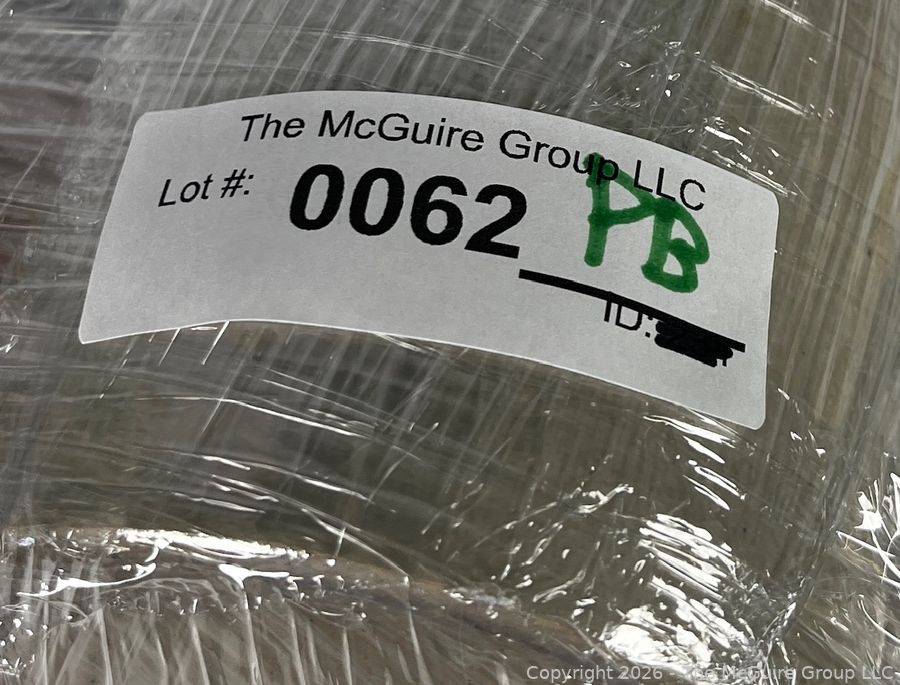 The McGuire Group LLC
Lot #: 0062 PB
ID:
Copyright 2026 - The McGuire Group LLC